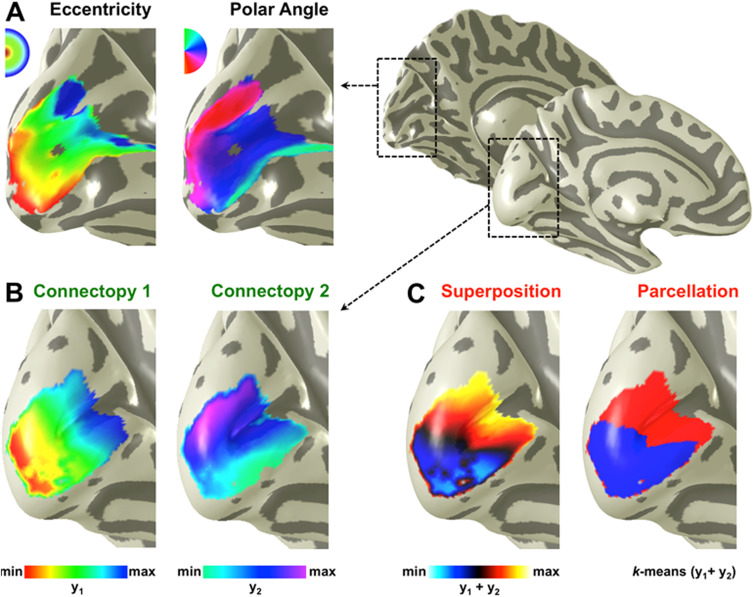 A Eccentricity Polar Angle
B Connectopy 1 Connectopy 2 C Superposition Parcellation
min max min max min max k-means (y₁+ y₂)
y₁ y₂ y₁ + y₂